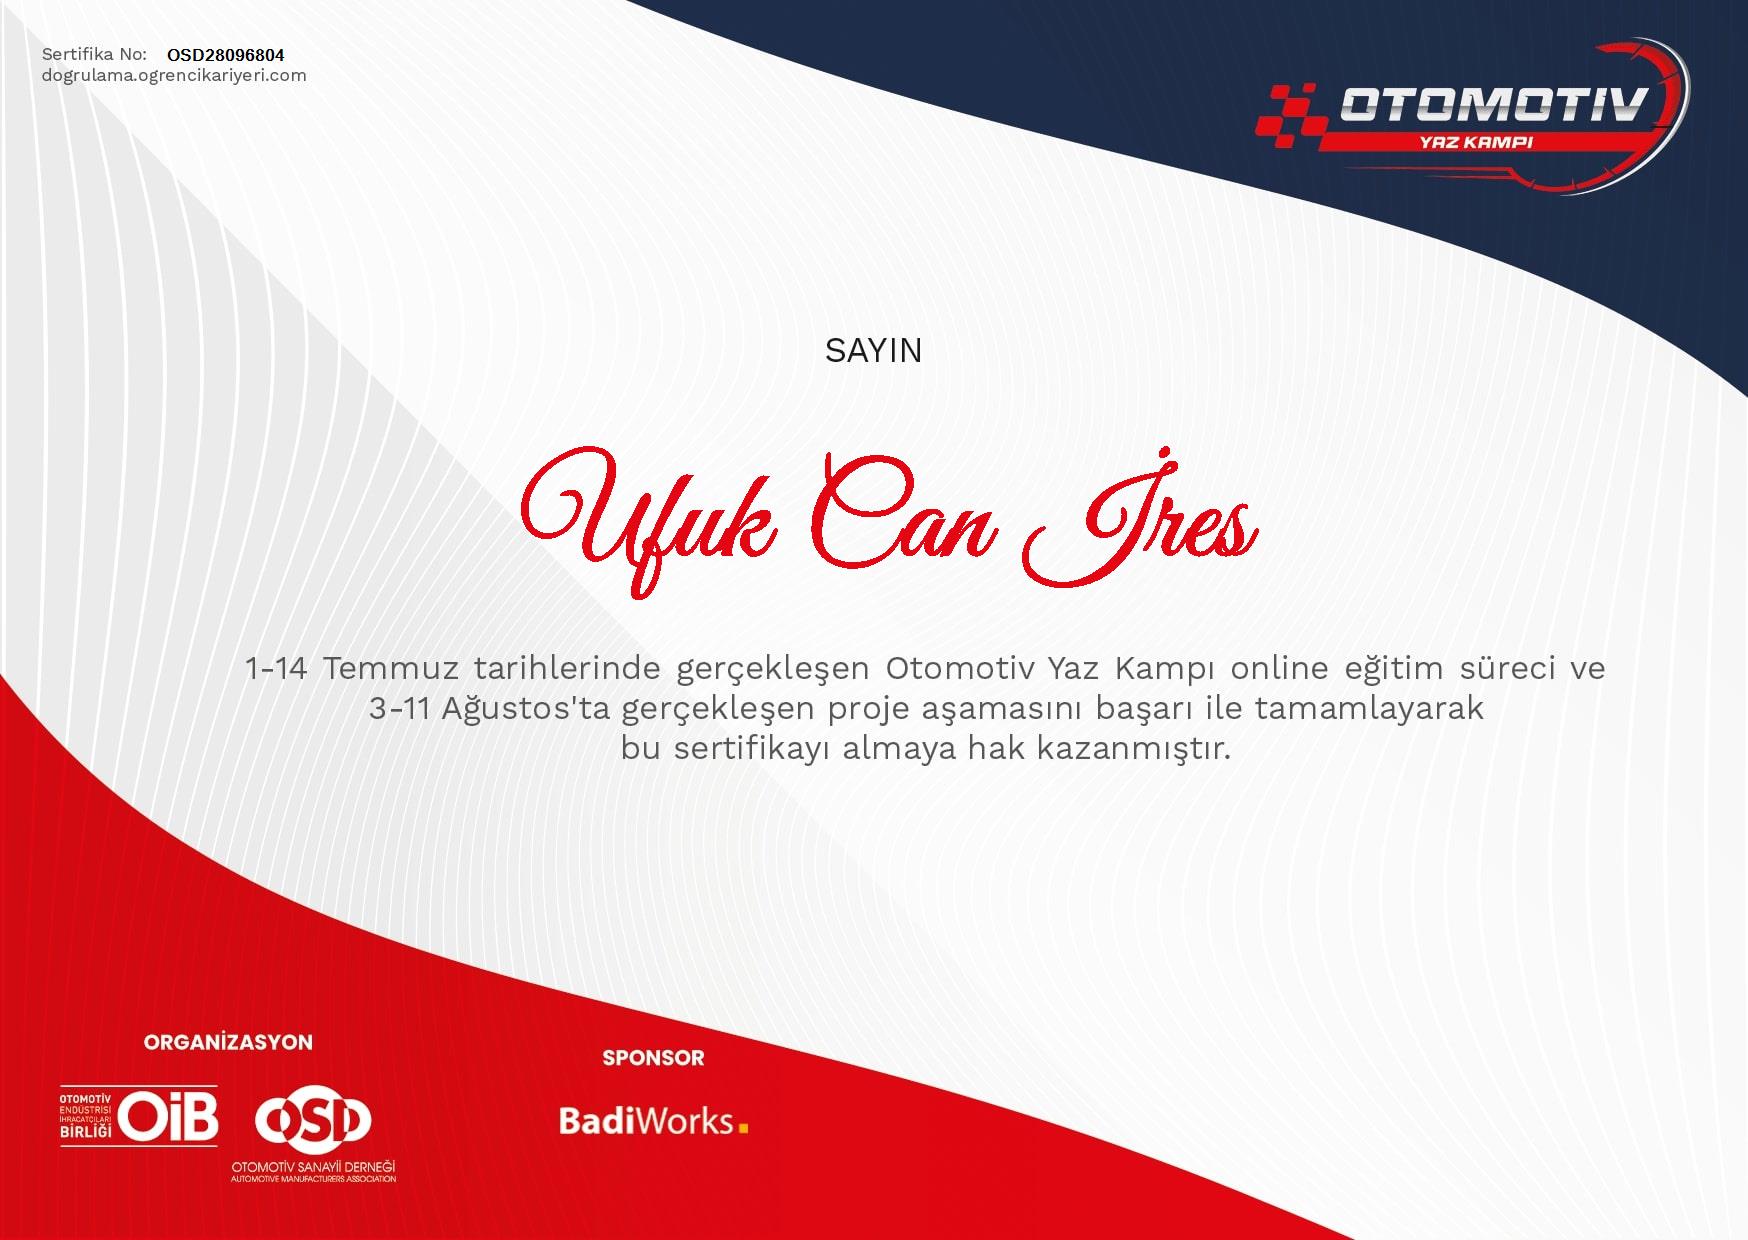 Sertifika No: OSD28096804
dogrulama.ogrencikariyeri.com
OTOMOTİV
YAZ KAMPI
SAYIN
Ufuk Can İres
1-14 Temmuz tarihlerinde gerçekleşen Otomotiv Yaz Kampı online eğitim süreci ve
3-11 Ağustos'ta gerçekleşen proje aşamasını başarı ile tamamlayarak
bu sertifikayı almaya hak kazanmıştır.
ORGANİZASYON
OTOMOTİV
ENDÜSTRİSİ
İHRACATÇILARI
BİRLİĞİ
OİB
OSD
OTOMOTİV SANAYİİ DERNEĞİ
AUTOMOTIVE MANUFACTURERS ASSOCIATION
SPONSOR
BadiWorks.